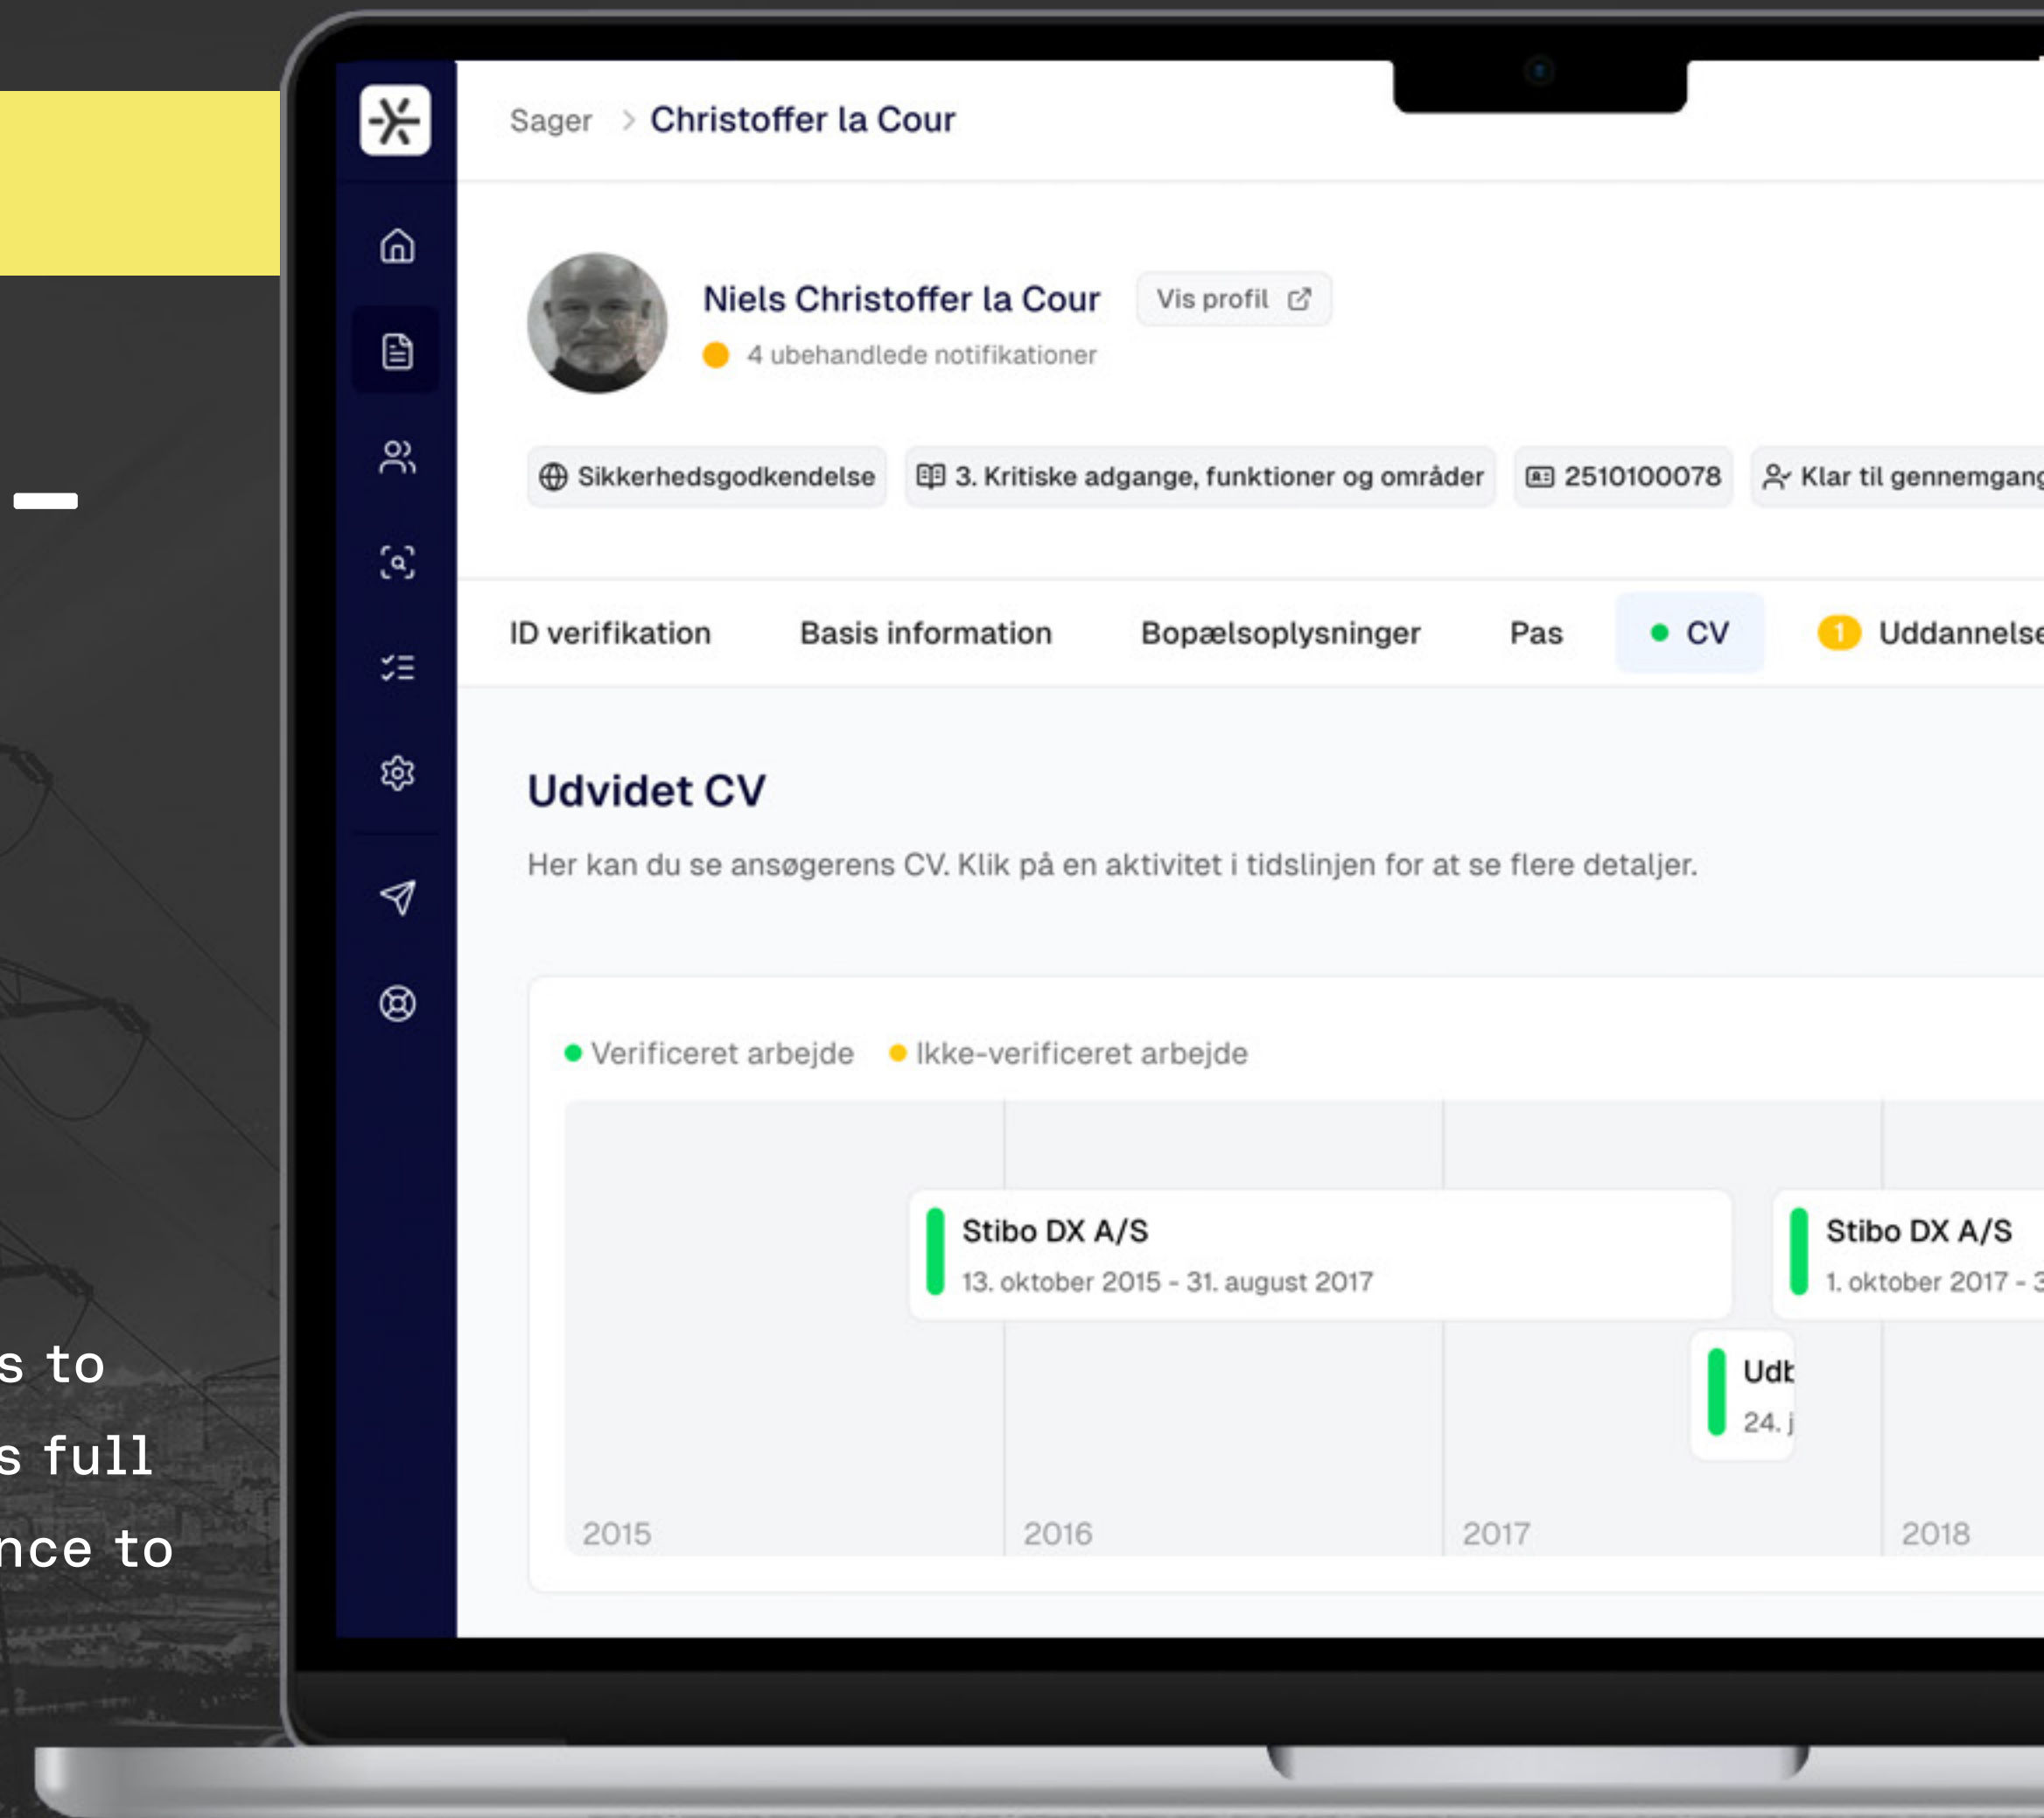 Sager > Christoffer la Cour
Niels Christoffer la Cour
Vis profil
4 ubehandlede notifikationer
Sikkerhedsgodkendelse
3. Kritiske adgange, funktioner og områder
2510100078
Klar til gennemgang
ID verifikation
Basis information
Bopælsoplysninger
Pas
CV
1 Uddannelse
Udvidet CV
Her kan du se ansøgerens CV. Klik på en aktivitet i tidslinjen for at se flere detaljer.
Verificeret arbejde
Ikke-verificeret arbejde
Stibo DX A/S
13. oktober 2015 - 31. august 2017
Stibo DX A/S
1. oktober 2017 - 3
Udb
24. j
2015
2016
2017
2018
–
s to
s full
nce to